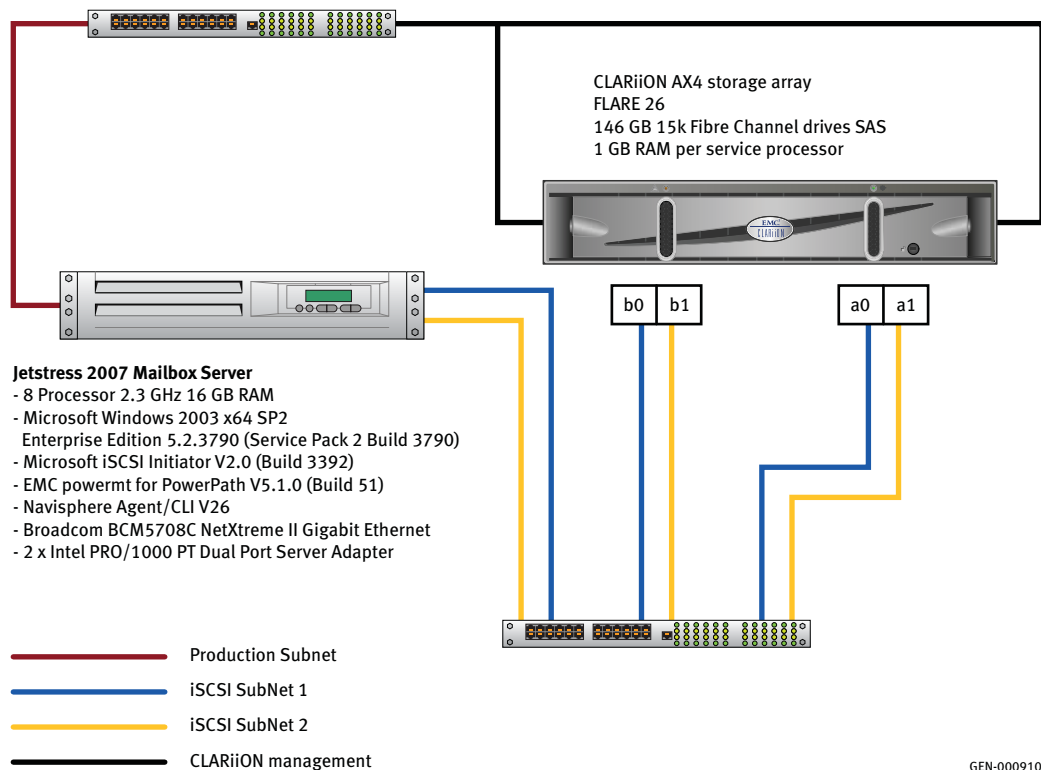 CLARiiON AX4 storage array
FLARE 26
146 GB 15k Fibre Channel drives SAS
1 GB RAM per service processor
EMC
CLARiiON
b0 b1 a0 a1
Jetstress 2007 Mailbox Server
- 8 Processor 2.3 GHz 16 GB RAM
- Microsoft Windows 2003 x64 SP2
Enterprise Edition 5.2.3790 (Service Pack 2 Build 3790)
- Microsoft iSCSI Initiator V2.0 (Build 3392)
- EMC powermt for PowerPath V5.1.0 (Build 51)
- Navisphere Agent/CLI V26
- Broadcom BCM5708C NetXtreme II Gigabit Ethernet
- 2 x Intel PRO/1000 PT Dual Port Server Adapter
Production Subnet
iSCSI SubNet 1
iSCSI SubNet 2
CLARiiON management
GEN-000910